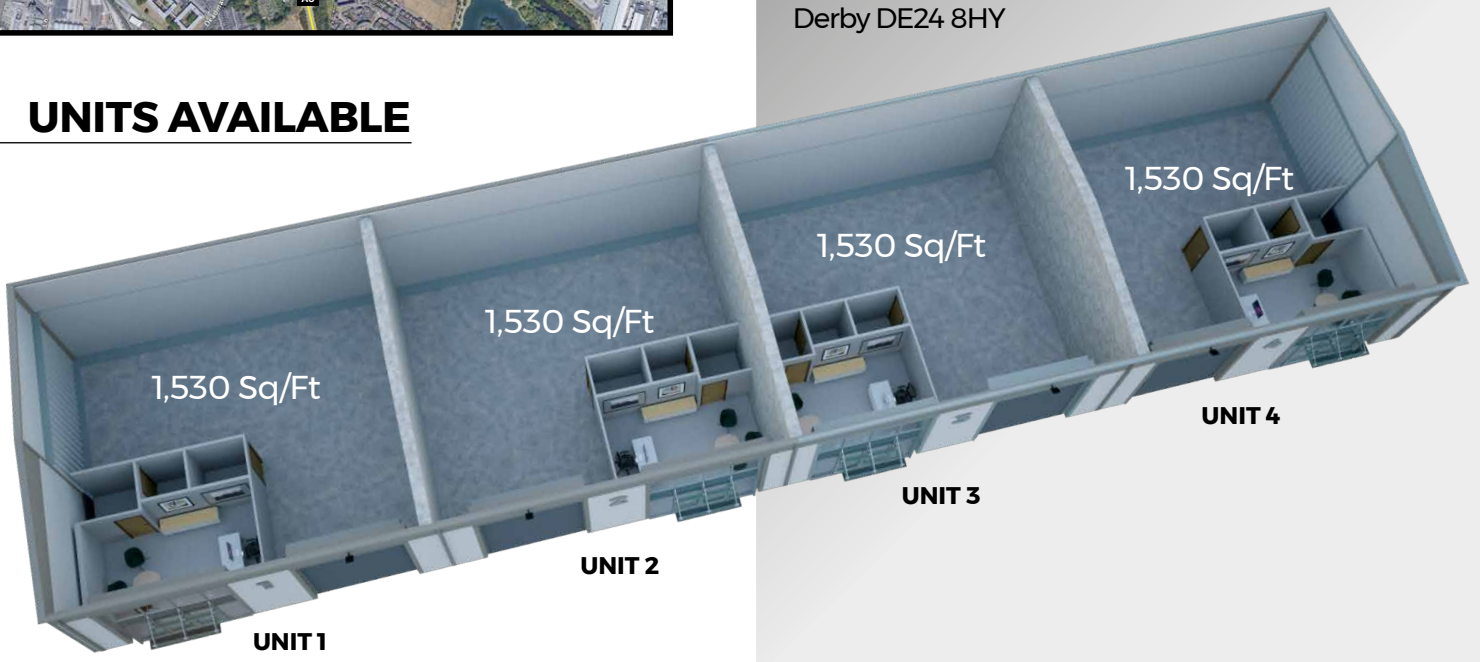 Derby DE24 8HY
UNITS AVAILABLE
1,530 Sq/Ft
1,530 Sq/Ft
1,530 Sq/Ft
1,530 Sq/Ft
UNIT 1
UNIT 2
UNIT 3
UNIT 4